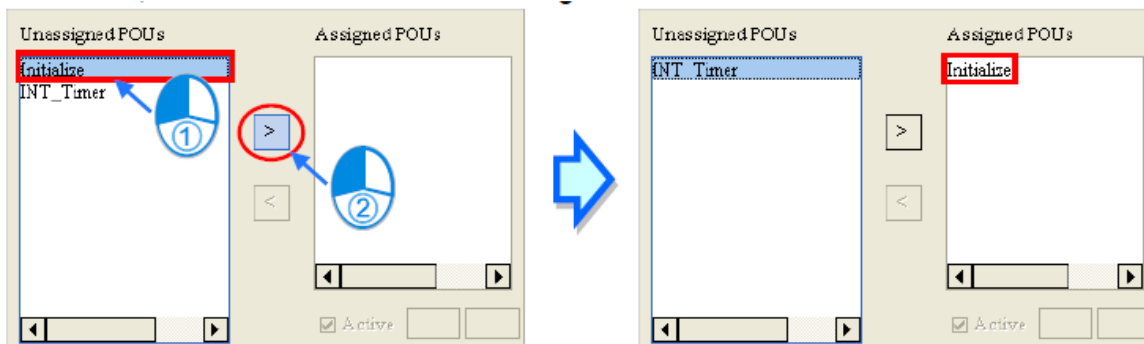 Unassigned POUs
Assigned POUs
Initialize
INT_Timer
>
①
<
②
Active
Unassigned POUs
Assigned POUs
INT_Timer
Initialize
>
<
Active